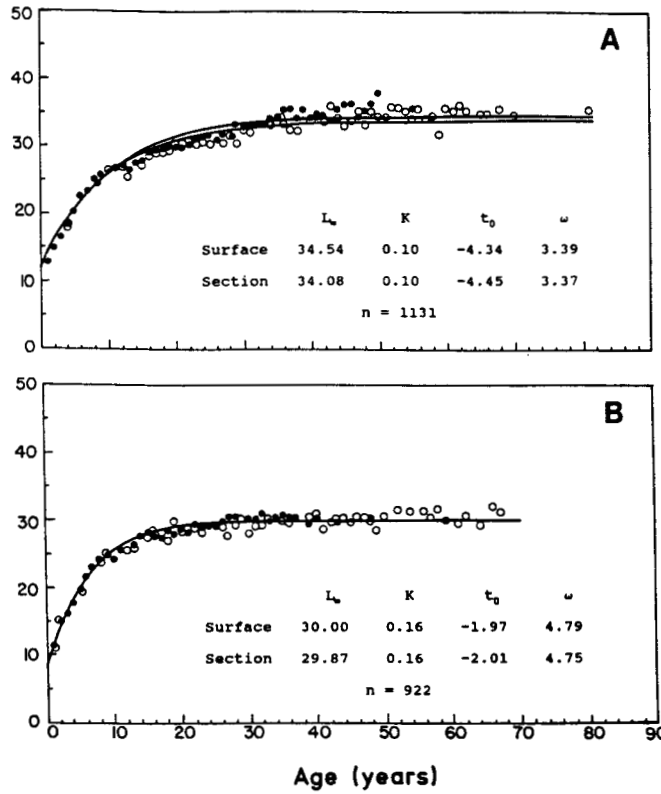 50
A
40
30
20
10
0
L∞ K t0 ω
Surface 34.54 0.10 -4.34 3.39
Section 34.08 0.10 -4.45 3.37
n = 1131
50
B
40
30
20
10
0
L∞ K t0 ω
Surface 30.00 0.16 -1.97 4.79
Section 29.87 0.16 -2.01 4.75
n = 922
0 10 20 30 40 50 60 70 80 90
Age (years)